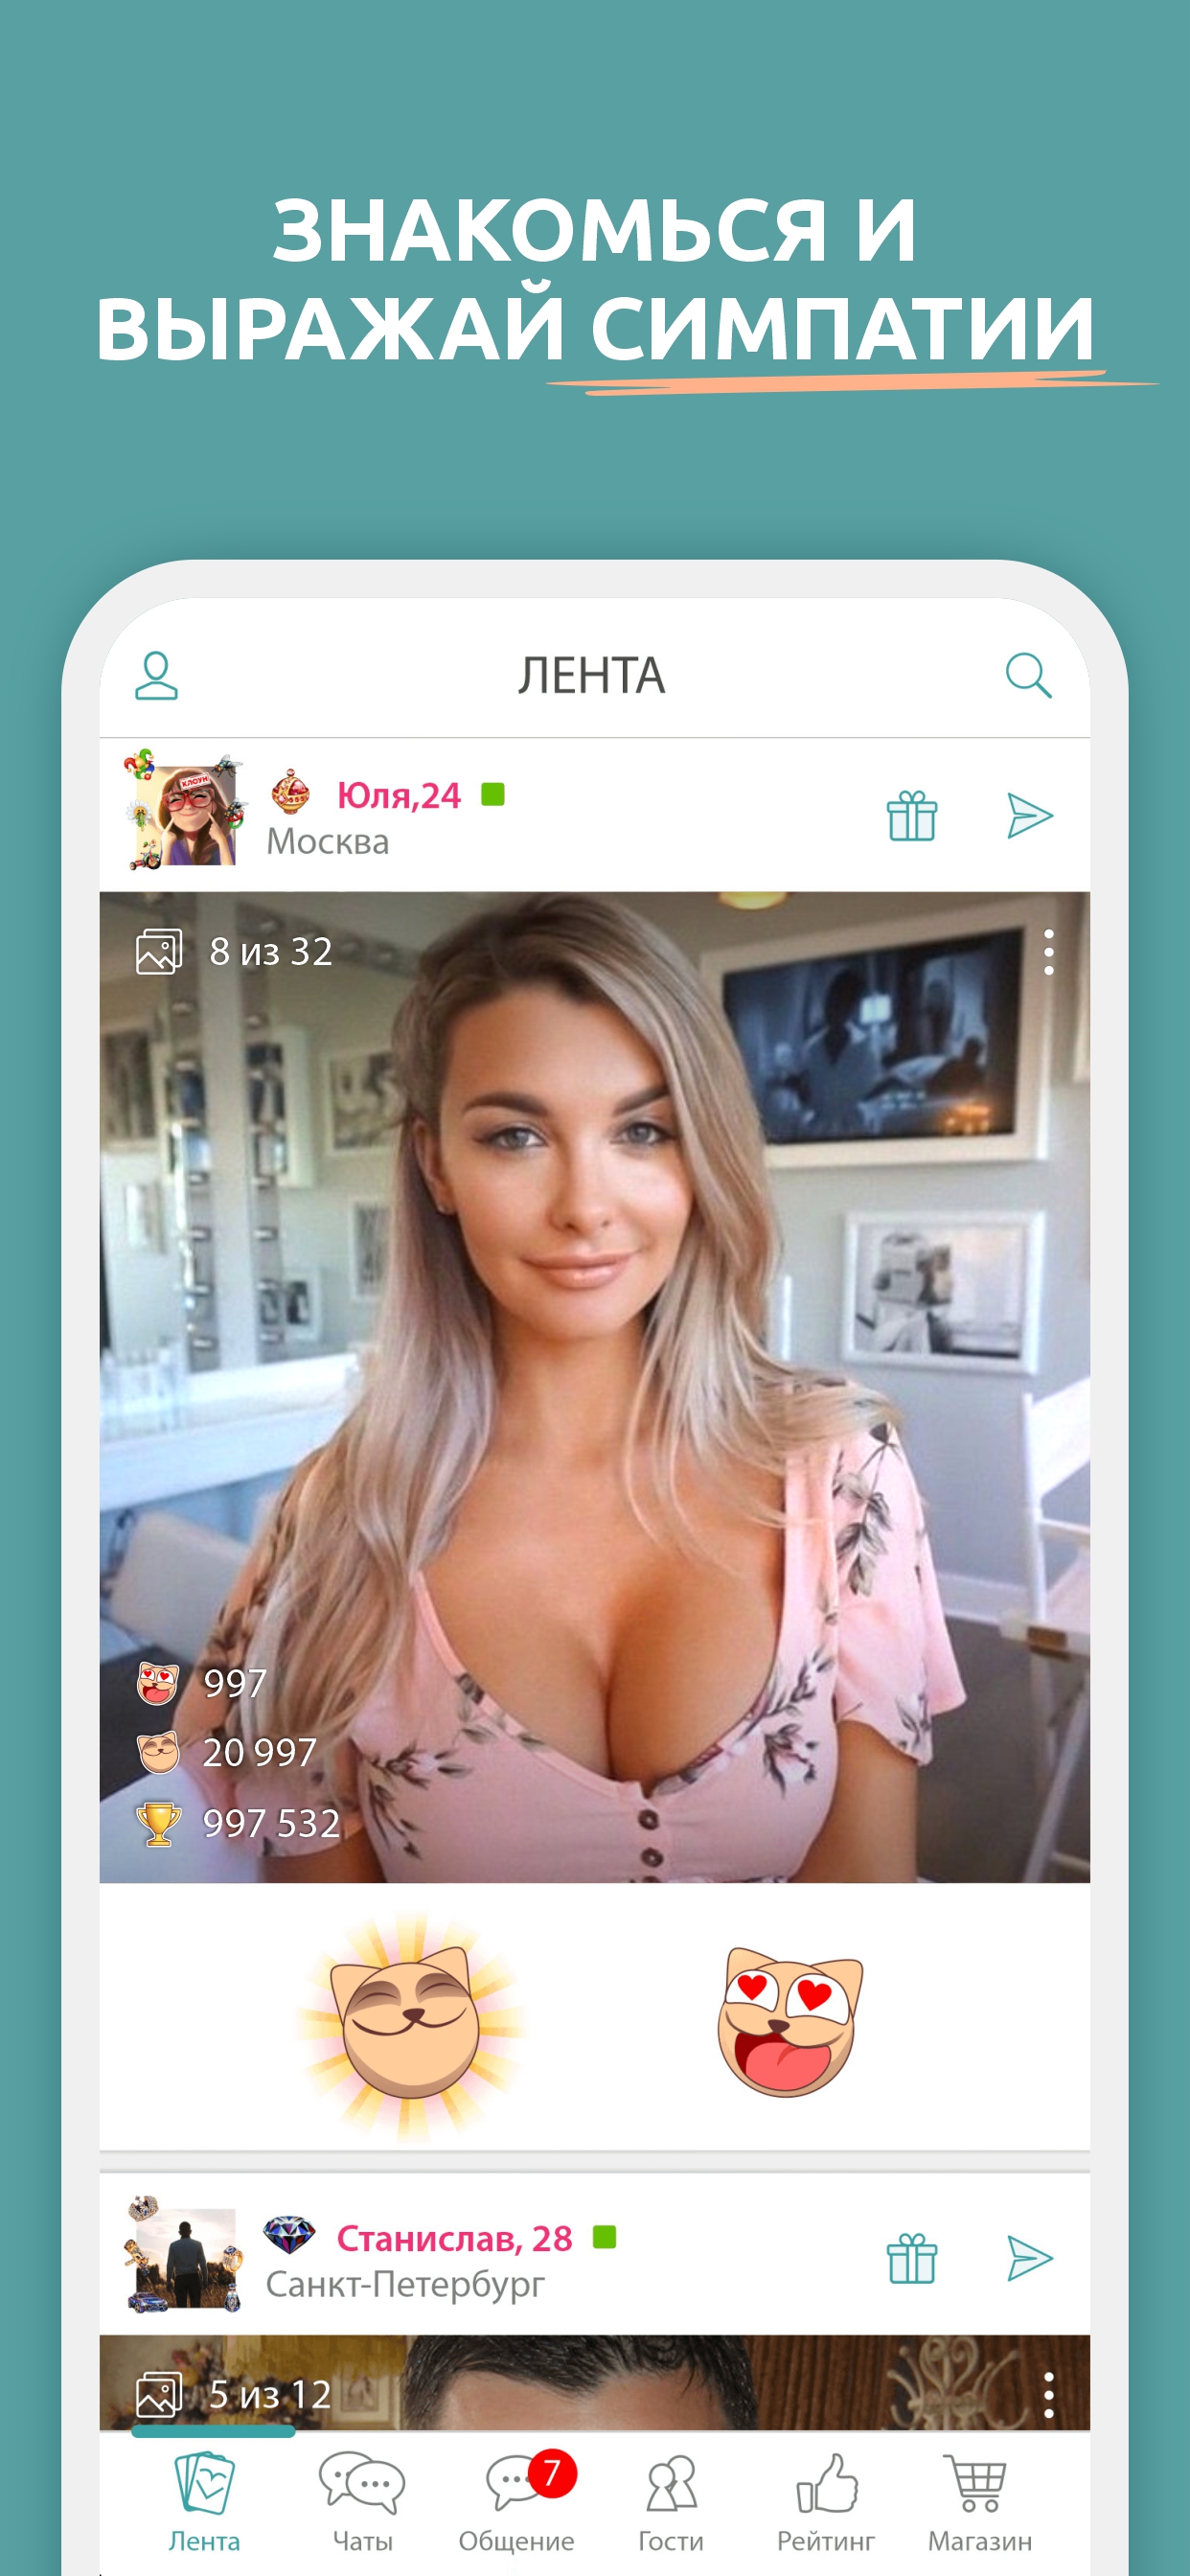 ЗНАКОМЬСЯ И
ВЫРАЖАЙ СИМПАТИИ
ЛЕНТА
КЛОУН
Юля,24
Москва
8 из 32
997
20 997
997 532
Станислав, 28
Санкт-Петербург
5 из 12
7
Лента
Чаты
Общение
Гости
Рейтинг
Магазин